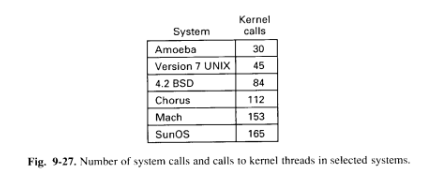 System Kernel calls
Amoeba 30
Version 7 UNIX 45
4.2 BSD 84
Chorus 112
Mach 153
SunOS 165
Fig. 9-27. Number of system calls and calls to kernel threads in selected systems.